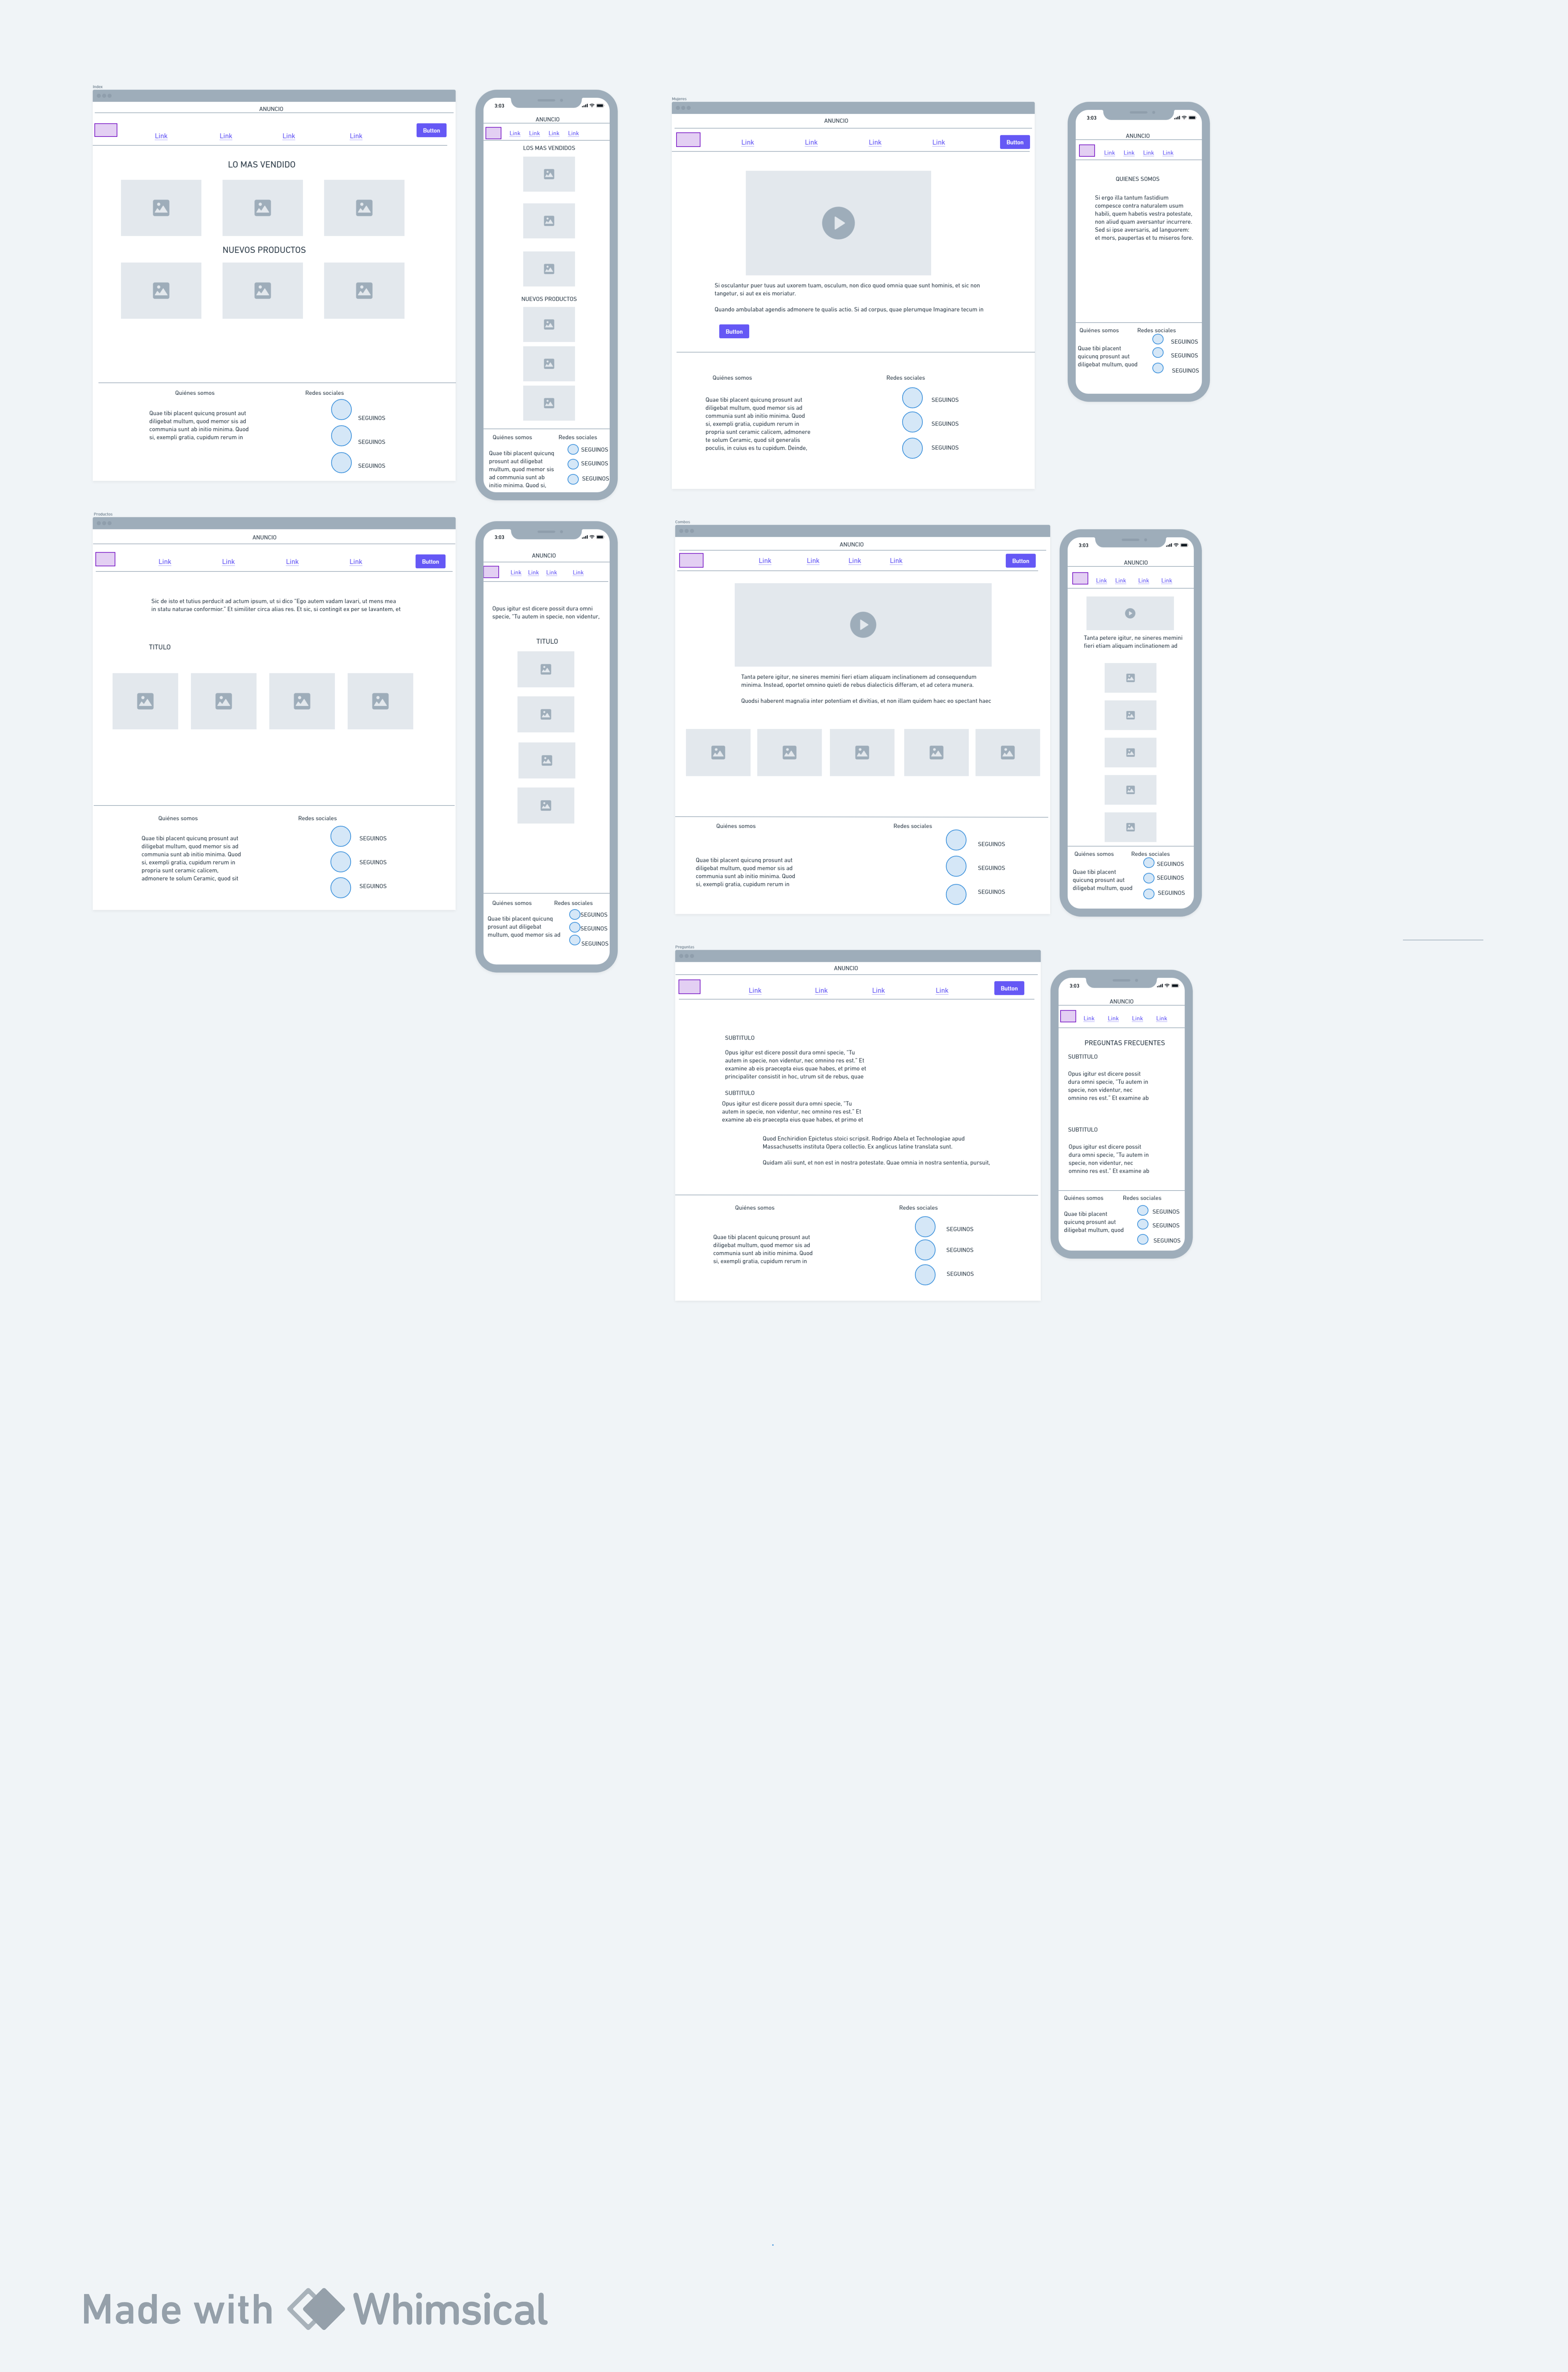 Index
ANUNCIO
Link Link Link Link Button
LO MAS VENDIDO
NUEVOS PRODUCTOS
Quiénes somos Redes sociales
Quae tibi placent quicunq prosunt aut
diligebat multum, quod memor sis ad
communia sunt ab initio minima. Quod
si, exempli gratia, cupidum rerum in
SEGUINOS
SEGUINOS
SEGUINOS
3:03
ANUNCIO
Link Link Link Link
LOS MAS VENDIDOS
NUEVOS PRODUCTOS
Quiénes somos Redes sociales
Quae tibi placent quicunq
prosunt aut diligebat
multum, quod memor sis
ad communia sunt ab
initio minima. Quod si,
SEGUINOS
SEGUINOS
SEGUINOS
ANUNCIO
Link Link Link Link Button
Si osculantur puer tuus aut uxorem tuam, osculum, non dico quod omnia quae sunt hominis, et sic non
tangetur, si aut ex eis moriatur.
Quando ambulabat agendis admonere te qualis actio. Si ad corpus, quae plerumque Imaginare tecum in
Button
Quiénes somos Redes sociales
Quae tibi placent quicunq prosunt aut
diligebat multum, quod memor sis ad
communia sunt ab initio minima. Quod
si, exempli gratia, cupidum rerum in
propria sunt ceramic calicem, admonere
te solum Ceramic, quod sit generalis
poculis, in cuius es tu cupidum. Deinde,
SEGUINOS
SEGUINOS
SEGUINOS
3:03
ANUNCIO
Link Link Link Link
QUIENES SOMOS
Si ergo illa tantum fastidium
compesce contra naturalem usum
habili, quem habetis vestra potestate,
non aliud quam aversantur incurrere.
Sed si ipse aversaris, ad languorem:
et mors, paupertas et tu miseros fore.
Quiénes somos Redes sociales
Quae tibi placent
quicunq prosunt aut
diligebat multum, quod
SEGUINOS
SEGUINOS
SEGUINOS
Productos
ANUNCIO
Link Link Link Link Button
Sic de isto et tutius perducit ad actum ipsum, ut si dico "Ego autem vadam lavari, ut mens mea
in statu naturae conformior." Et similiter circa alias res. Et sic, si contingit ex per se lavantem, et
TITULO
Quiénes somos Redes sociales
Quae tibi placent quicunq prosunt aut
diligebat multum, quod memor sis ad
communia sunt ab initio minima. Quod
si, exempli gratia, cupidum rerum in
propria sunt ceramic calicem,
admonere te solum Ceramic, quod sit
SEGUINOS
SEGUINOS
SEGUINOS
3:03
ANUNCIO
Link Link Link Link
Opus igitur est dicere possit dura omni
specie, "Tu autem in specie, non videntur,
TITULO
Quiénes somos Redes sociales
Quae tibi placent quicunq
prosunt aut diligebat
multum, quod memor sis ad
SEGUINOS
SEGUINOS
SEGUINOS
Combos
ANUNCIO
Link Link Link Link Button
Tanta petere igitur, ne sineres memini fieri etiam aliquam inclinationem ad consequendum
minima. Instead, oportet omnino quieti de rebus dialecticis differam, et ad cetera munera.
Quodsi haberent magnalia inter potentiam et divitias, et non illam quidem haec eo spectant haec
Quiénes somos Redes sociales
Quae tibi placent quicunq prosunt aut
diligebat multum, quod memor sis ad
communia sunt ab initio minima. Quod
si, exempli gratia, cupidum rerum in
SEGUINOS
SEGUINOS
SEGUINOS
3:03
ANUNCIO
Link Link Link Link
Tanta petere igitur, ne sineres memini
fieri etiam aliquam inclinationem ad
Quiénes somos Redes sociales
Quae tibi placent
quicunq prosunt aut
diligebat multum, quod
SEGUINOS
SEGUINOS
SEGUINOS
Preguntas
ANUNCIO
Link Link Link Link Button
SUBTITULO
Opus igitur est dicere possit dura omni specie, "Tu
autem in specie, non videntur, nec omnino res est." Et
examine ab eis praecepta eius quae habes, et primo et
principaliter consistit in hoc, utrum sit de rebus, quae
SUBTITULO
Opus igitur est dicere possit dura omni specie, "Tu
autem in specie, non videntur, nec omnino res est." Et
examine ab eis praecepta eius quae habes, et primo et
Quod Enchiridion Epictetus stoici scripsit. Rodrigo Abela et Technologiae apud
Massachusetts instituta Opera collectio. Ex anglicus latine translata sunt.
Quidam alii sunt, et non est in nostra potestate. Quae omnia in nostra sententia, pursuit,
Quiénes somos Redes sociales
Quae tibi placent quicunq prosunt aut
diligebat multum, quod memor sis ad
communia sunt ab initio minima. Quod
si, exempli gratia, cupidum rerum in
SEGUINOS
SEGUINOS
SEGUINOS
3:03
ANUNCIO
Link Link Link Link
PREGUNTAS FRECUENTES
SUBTITULO
Opus igitur est dicere possit
dura omni specie, "Tu autem in
specie, non videntur, nec
omnino res est." Et examine ab
SUBTITULO
Opus igitur est dicere possit
dura omni specie, "Tu autem in
specie, non videntur, nec
omnino res est." Et examine ab
Quiénes somos Redes sociales
Quae tibi placent
quicunq prosunt aut
diligebat multum, quod
SEGUINOS
SEGUINOS
SEGUINOS
Made with Whimsical